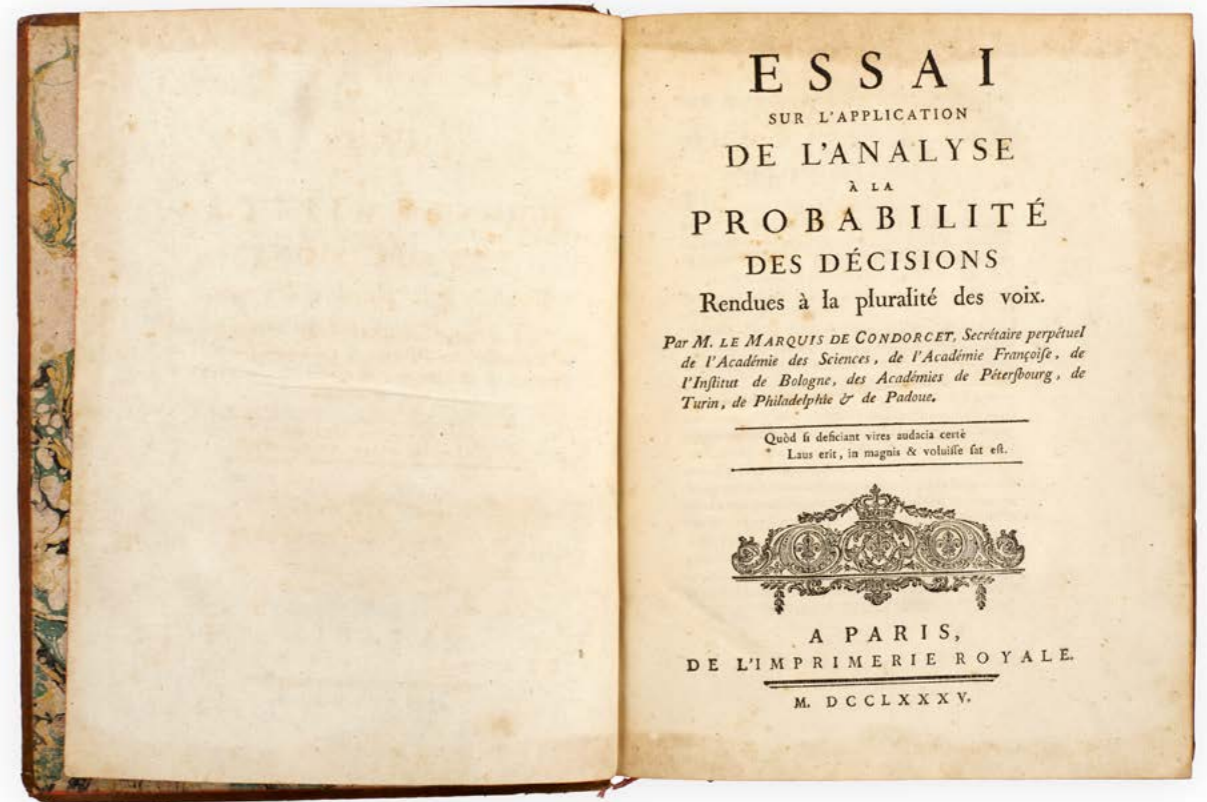 ESSAI
SUR L'APPLICATION
DE L'ANALYSE
À LA
PROBABILITÉ
DES DÉCISIONS
Rendues à la pluralité des voix.
Par M. LE MARQUIS DE CONDORCET, Secrétaire perpétuel
de l'Académie des Sciences, de l'Académie Françoiſe, de
l'Inſtitut de Bologne, des Académies de Péterſbourg, de
Turin, de Philadelphie & de Padoue.
Quòd ſi deficiant vires audacia certè
Laus erit, in magnis & voluiſſe ſat eſt.
A PARIS,
DE L'IMPRIMERIE ROYALE.
M. DCCLXXXV.